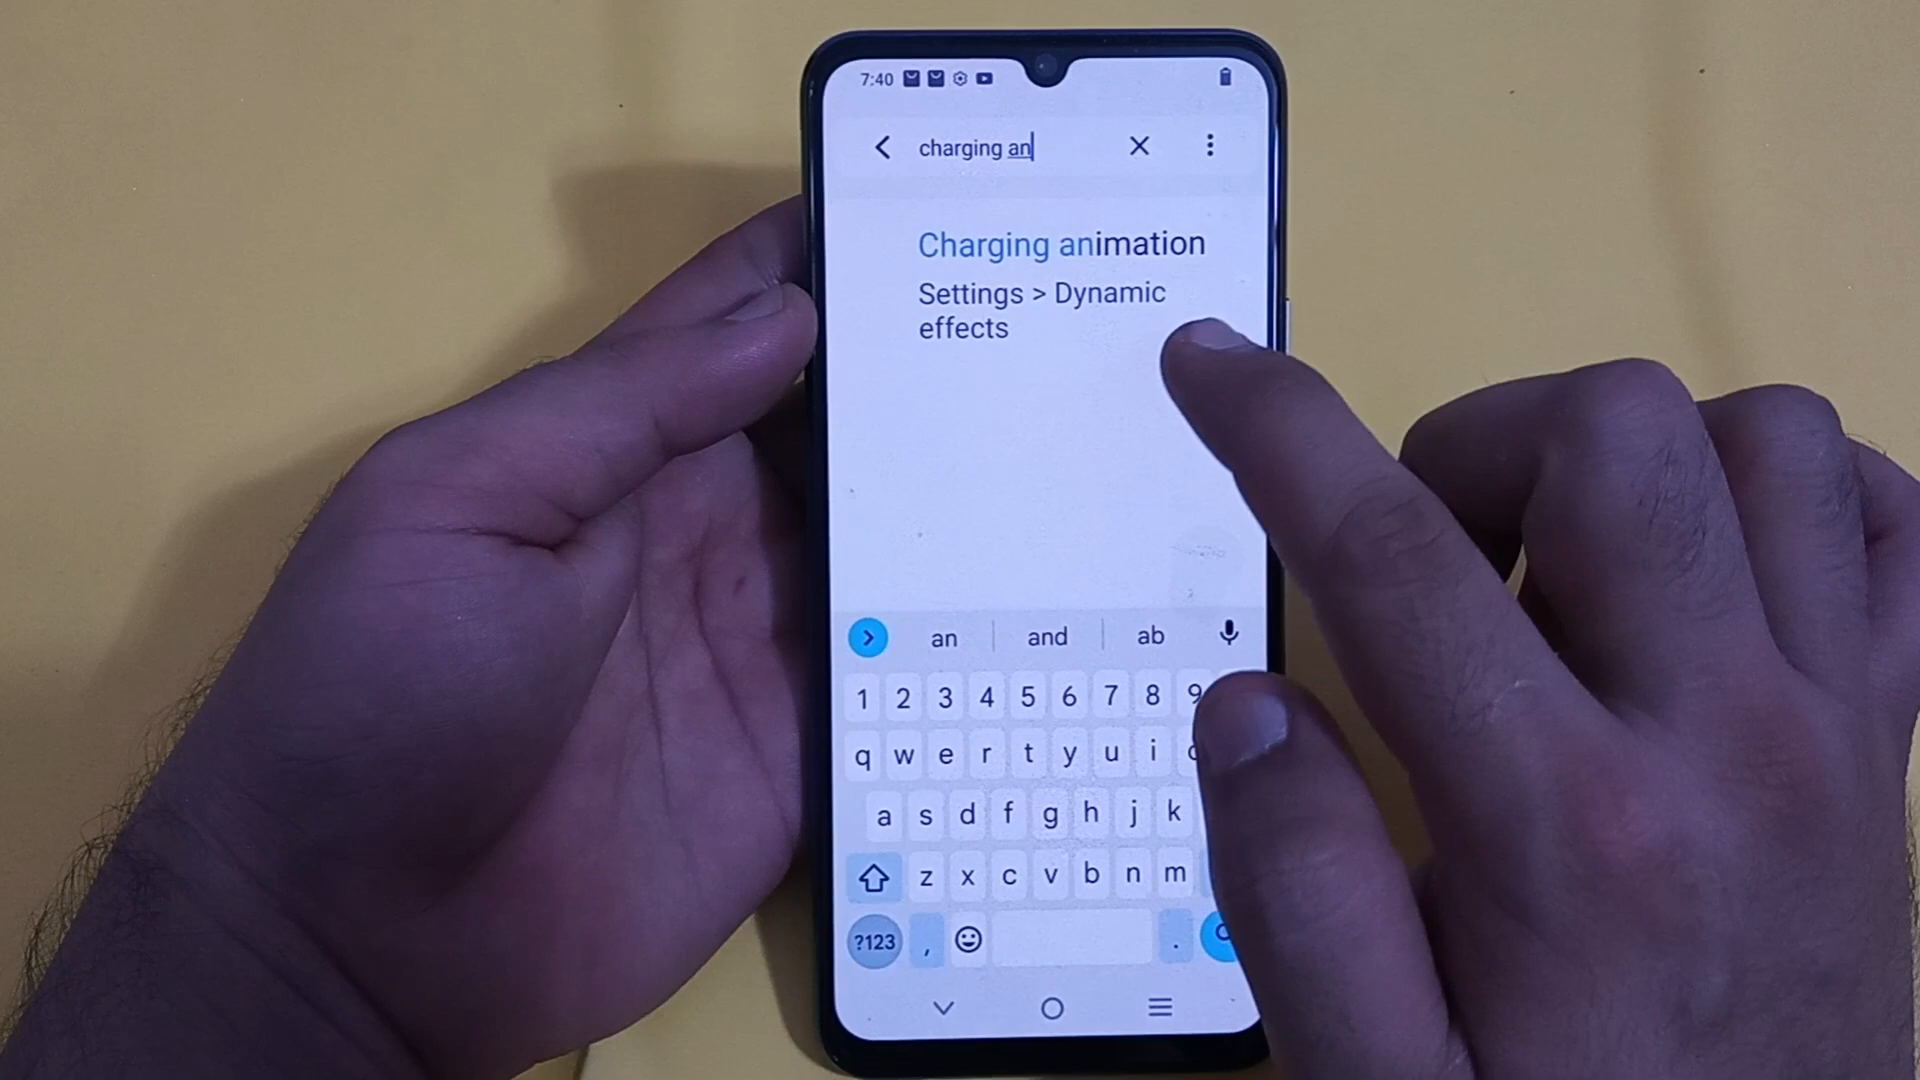 7:40
charging an
Charging animation
Settings > Dynamic
effects
an and ab
1 2 3 4 5 6 7 8 9
q w e r t y u i
a s d f g h j k
z x c v b n m
?123 , .